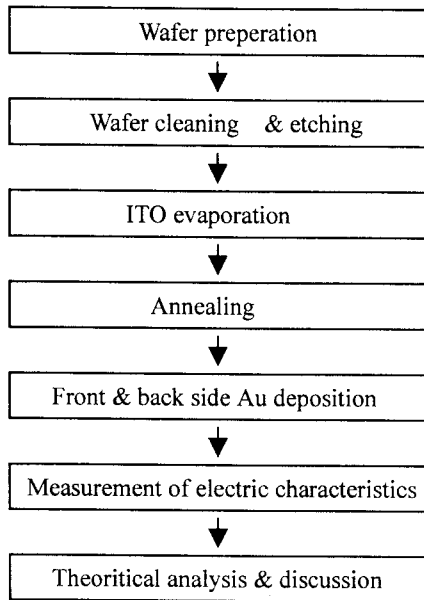 Wafer preperation
Wafer cleaning & etching
ITO evaporation
Annealing
Front & back side Au deposition
Measurement of electric characteristics
Theoritical analysis & discussion